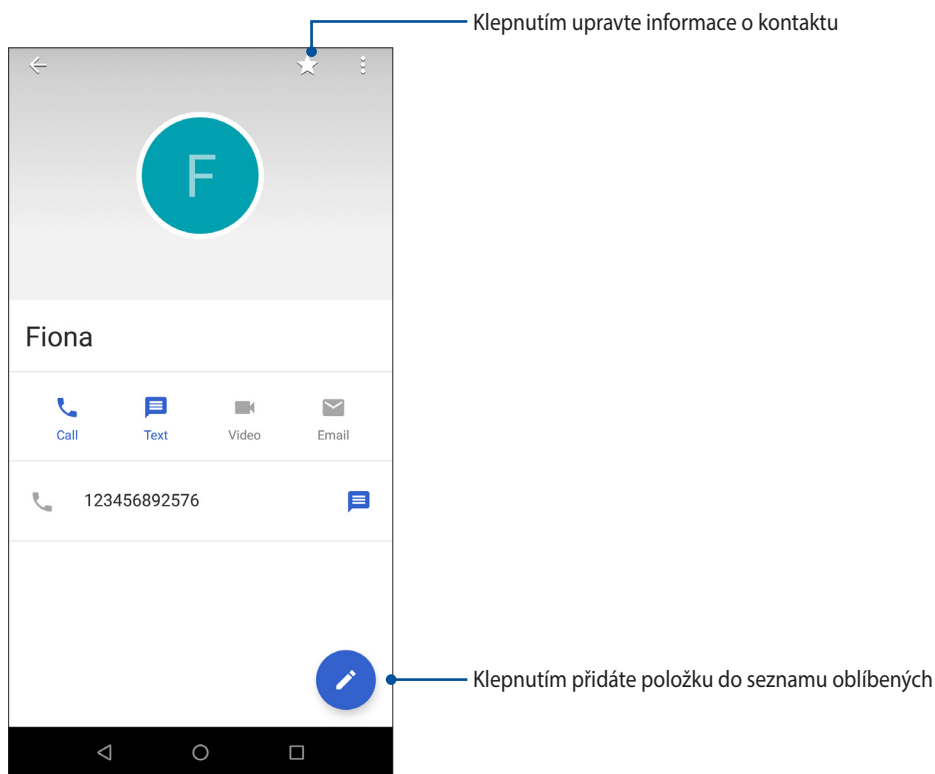 Klepnutím upravte informace o kontaktu
F
Fiona
Call Text Video Email
123456892576
Klepnutím přidáte položku do seznamu oblíbených